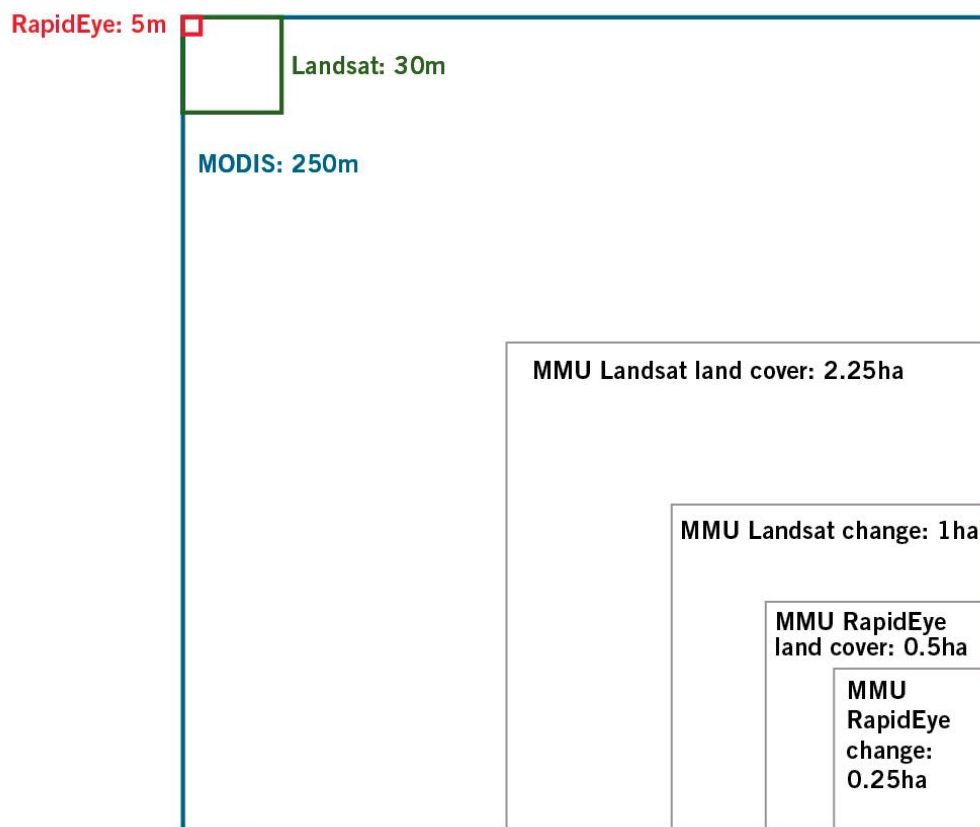 RapidEye: 5m
Landsat: 30m
MODIS: 250m
MMU Landsat land cover: 2.25ha
MMU Landsat change: 1ha
MMU RapidEye
land cover: 0.5ha
MMU
RapidEye
change:
0.25ha